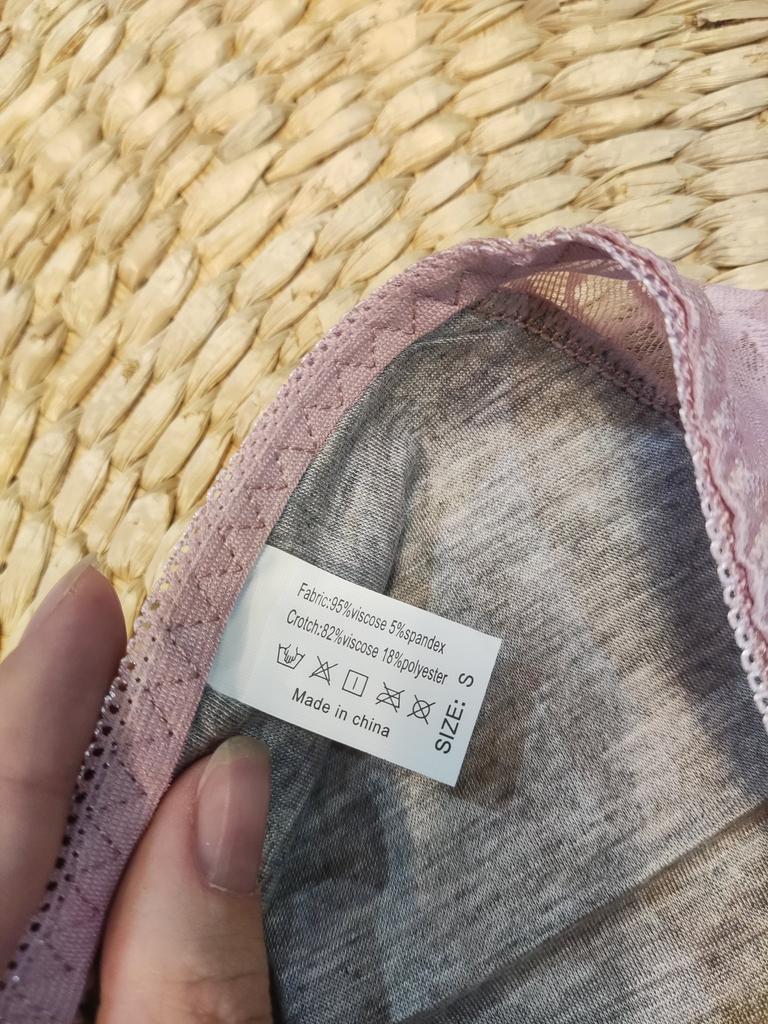 Fabric:95%viscose 5%spandex
Crotch:82%viscose 18%polyester
Made in china
SIZE: S